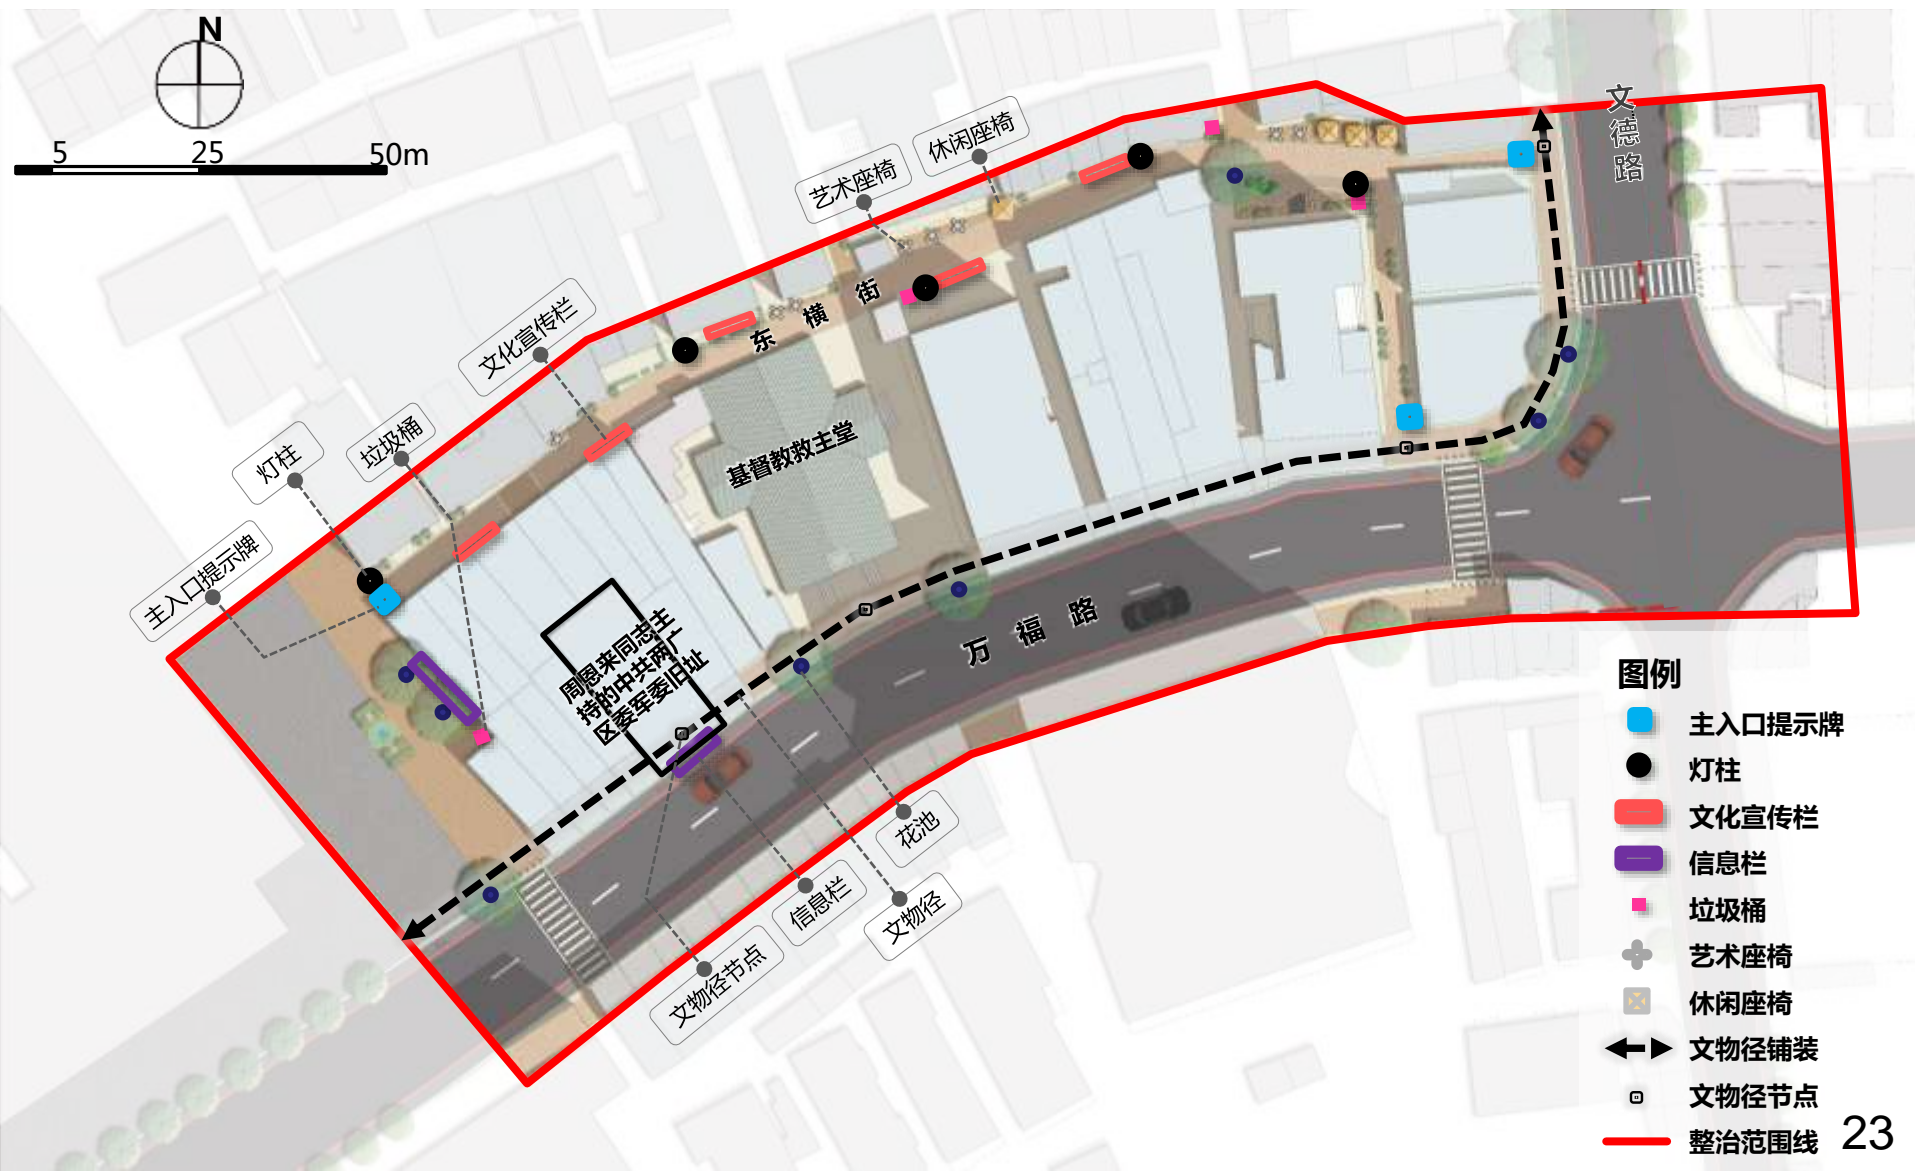 N
5 25 50m
文德路
休闲座椅
艺术座椅
文化宣传栏
东横街
垃圾桶
灯柱
基督教救主堂
主入口提示牌
周恩来同志主
持的中共两广
区委军委旧址
万福路
花池
信息栏
文物径
文物径节点
图例
主入口提示牌
灯柱
文化宣传栏
信息栏
垃圾桶
艺术座椅
休闲座椅
文物径铺装
文物径节点
整治范围线
23